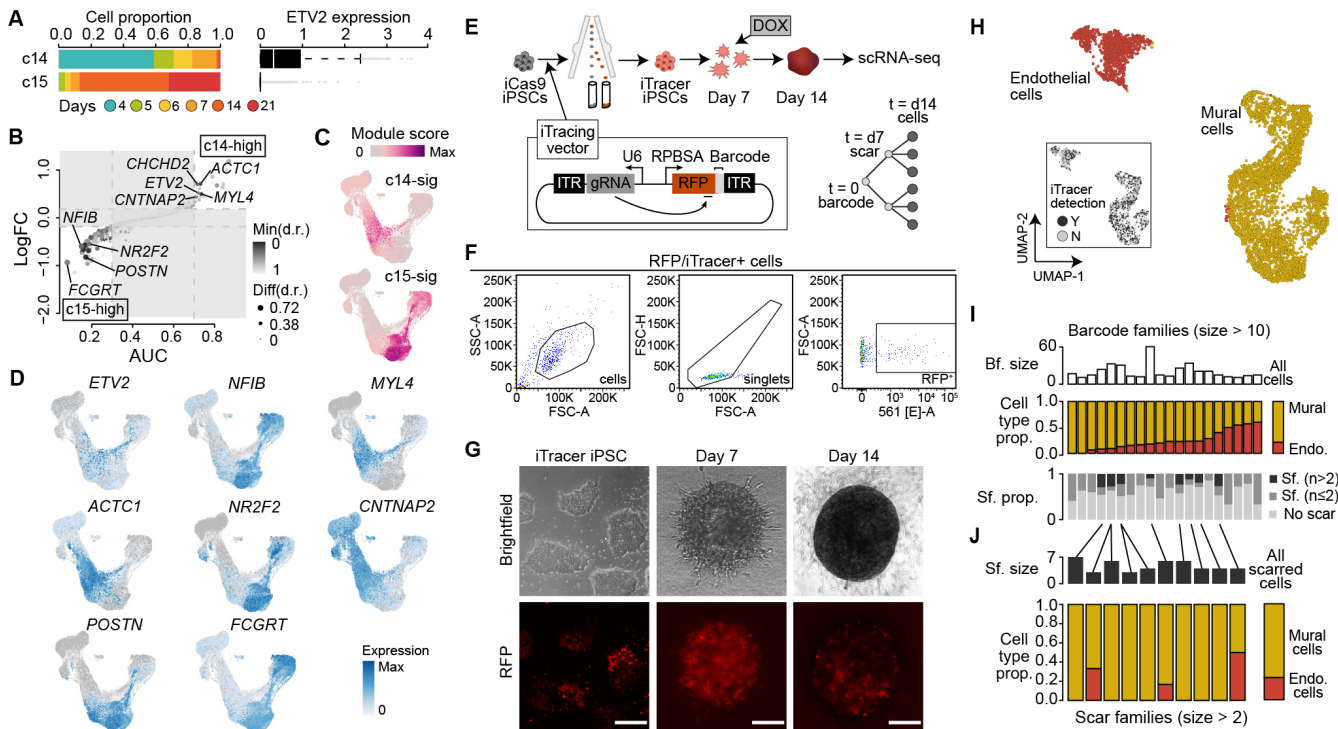 A
Cell proportion
0.0 0.2 0.4 0.6 0.8 1.0
c14
c15
Days 4 5 6 7 14 21
ETV2 expression
0 1 2 3 4
B
LogFC
1.0
0.0
-1.0
-2.0
c14-high
CHCHD2
ACTC1
ETV2
MYL4
CNTNAP2
NFIB
NR2F2
POSTN
FCGRT
c15-high
0.2 0.4 0.6 0.8
AUC
Min(d.r.)
0
1
Diff(d.r.)
0.72
0.38
C
Module score
0 Max
c14-sig
c15-sig
D
ETV2
NFIB
MYL4
ACTC1
NR2F2
CNTNAP2
POSTN
FCGRT
Expression
Max
0
E
DOX
iCas9
iPSCs
iTracer
iPSCs
Day 7
Day 14
scRNA-seq
iTracing
vector
U6
RPBSA
Barcode
ITR
gRNA
RFP
ITR
t = d14
cells
t = d7
scar
t = 0
barcode
F
RFP/iTracer+ cells
SSC-A
250K
200K
150K
100K
50K
0
0 100K 200K
FSC-A
cells
FSC-H
250K
200K
150K
100K
50K
0
0 100K 200K
FSC-A
singlets
FSC-A
250K
200K
150K
100K
50K
0
0 10³ 10⁴ 10⁵
561 [E]-A
RFP⁺
G
iTracer iPSC
Day 7
Day 14
Brightfield
RFP
H
Endothelial
cells
Mural
cells
iTracer
detection
Y
N
UMAP-2
UMAP-1
I
Barcode families (size > 10)
Bf. size
60
0
All
cells
Cell
type
prop.
1.0
0.5
0.0
Mural
Endo.
Sf. prop.
1
0
Sf. (n>2)
Sf. (n≤2)
No scar
J
Sf. size
7
0
All
scarred
cells
Cell
type
prop.
1.0
0.8
0.6
0.4
0.2
0.0
Mural
cells
Endo.
cells
Scar families (size > 2)